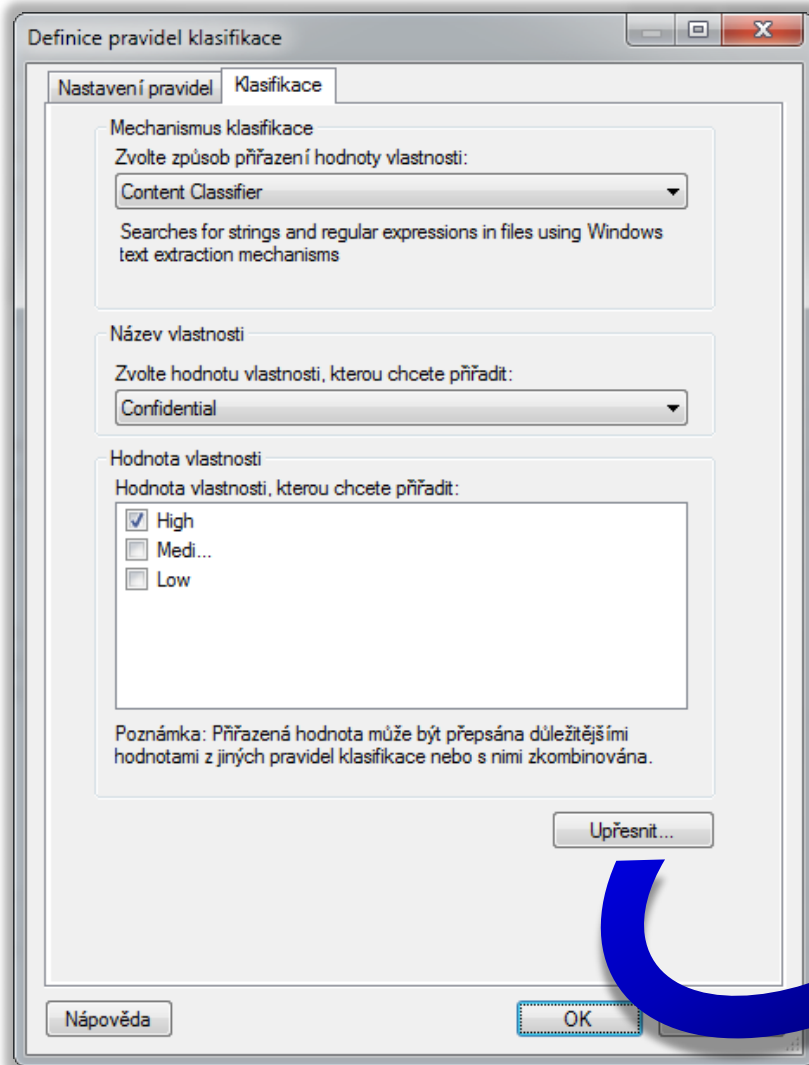 Definice pravidel klasifikace
Nastavení pravidel
Klasifikace
Mechanismus klasifikace
Zvolte způsob přiřazení hodnoty vlastnosti:
Content Classifier
Searches for strings and regular expressions in files using Windows
text extraction mechanisms
Název vlastnosti
Zvolte hodnotu vlastnosti, kterou chcete přiřadit:
Confidential
Hodnota vlastnosti
Hodnota vlastnosti, kterou chcete přiřadit:
High
Medi...
Low
Poznámka: Přiřazená hodnota může být přepsána důležitějšími
hodnotami z jiných pravidel klasifikace nebo s nimi zkombinována.
Upřesnit...
Nápověda
OK